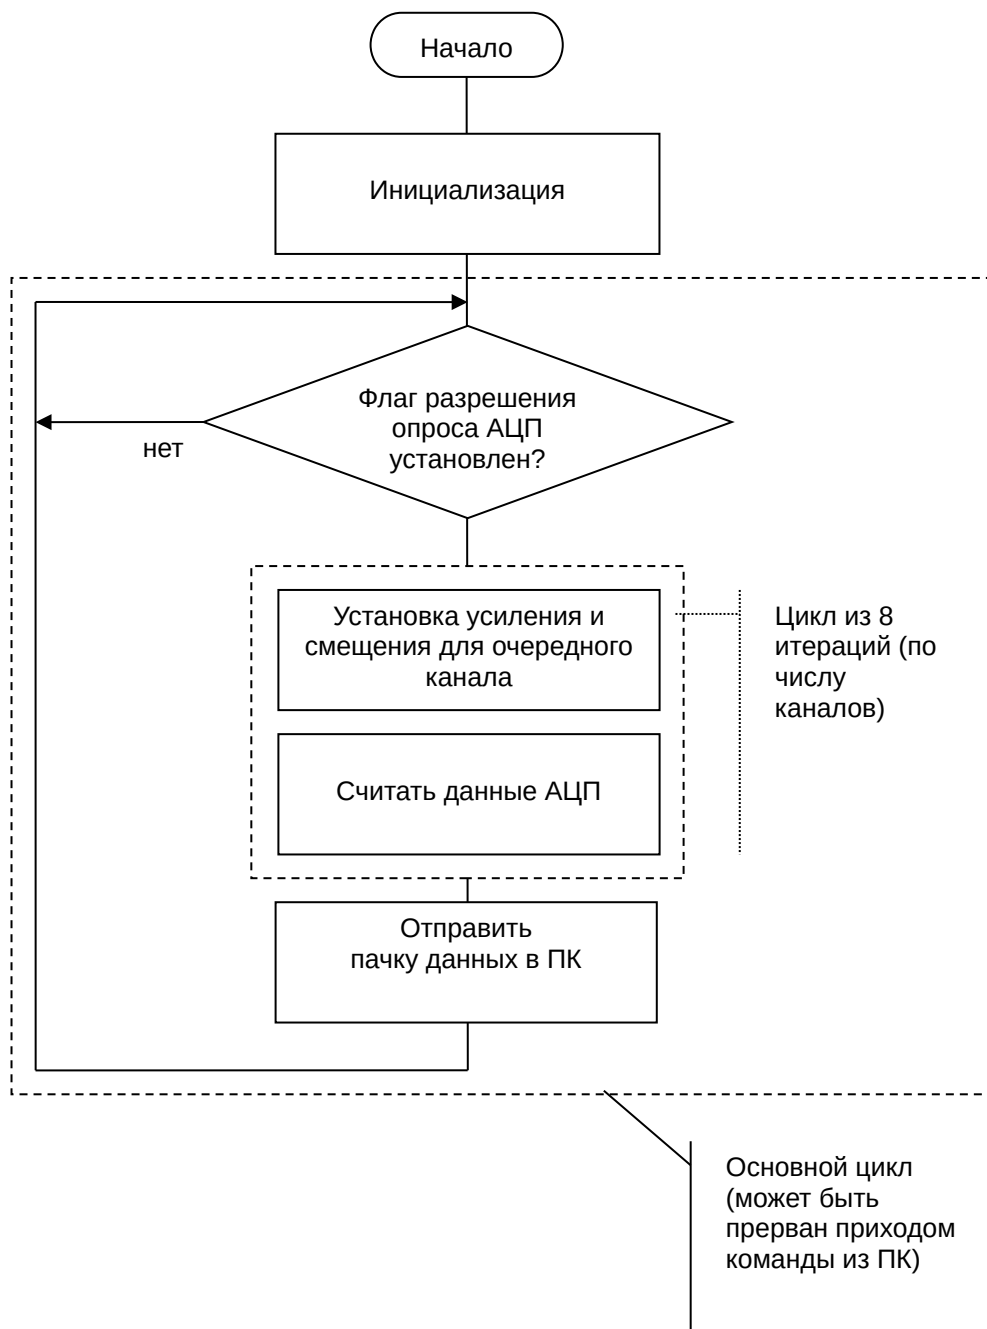 Начало
Инициализация
Флаг разрешения
опроса АЦП
установлен?
нет
Установка усиления и
смещения для очередного
канала
Цикл из 8
итераций (по
числу
каналов)
Считать данные АЦП
Отправить
пачку данных в ПК
Основной цикл
(может быть
прерван приходом
команды из ПК)